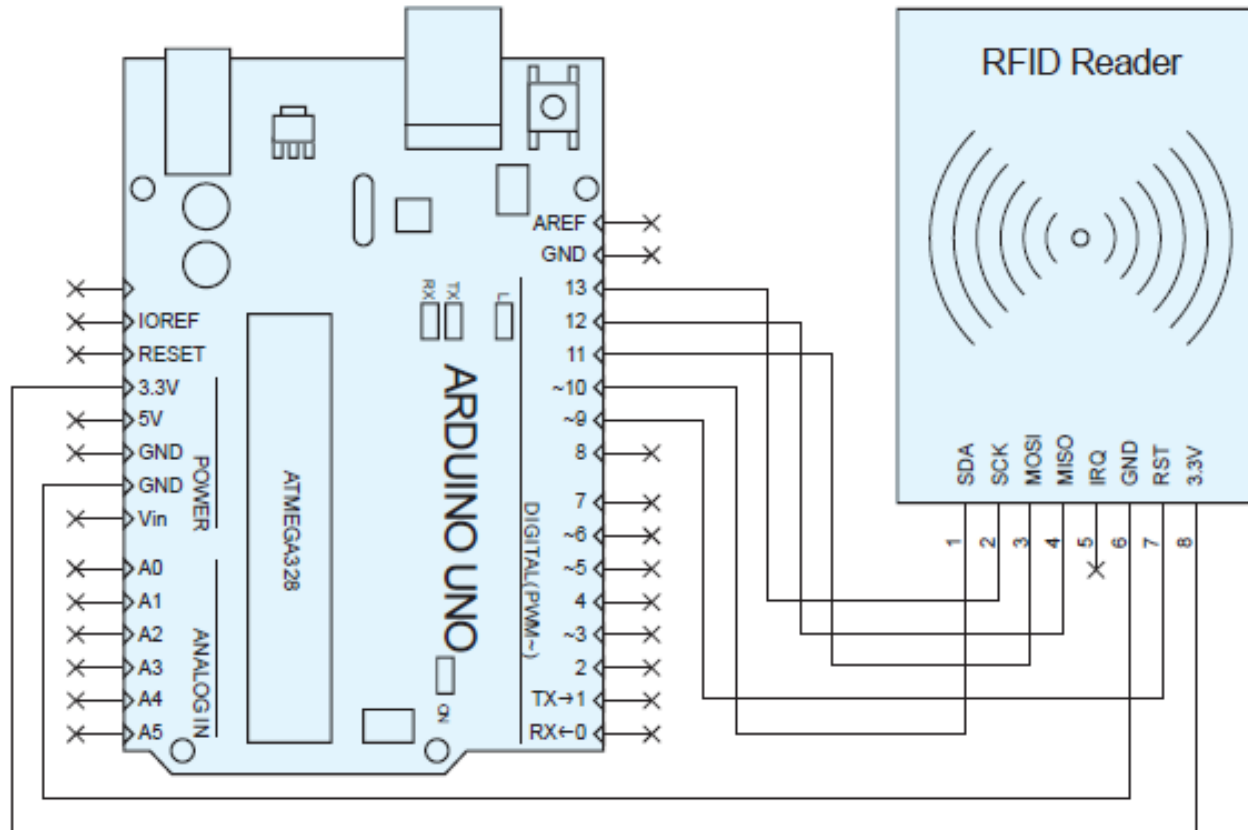 RFID Reader
AREF
GND
13
12
11
~10
~9
8
7
~6
~5
4
~3
2
TX→1
RX←0
IOREF
RESET
3.3V
5V
GND
GND
Vin
A0
A1
A2
A3
A4
A5
POWER
ANALOG IN
ATMEGA328
RX
TX
L
ARDUINO UNO
ON
DIGITAL(PWM~)
SDA
SCK
MOSI
MISO
IRQ
GND
RST
3.3V
1
2
3
4
5
6
7
8